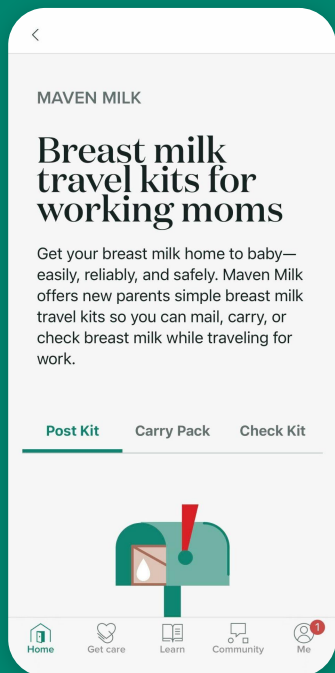 MAVEN MILK
Breast milk
travel kits for
working moms
Get your breast milk home to baby—
easily, reliably, and safely. Maven Milk
offers new parents simple breast milk
travel kits so you can mail, carry, or
check breast milk while traveling for
work.
Post Kit Carry Pack Check Kit
1
Home Get care Learn Community Me